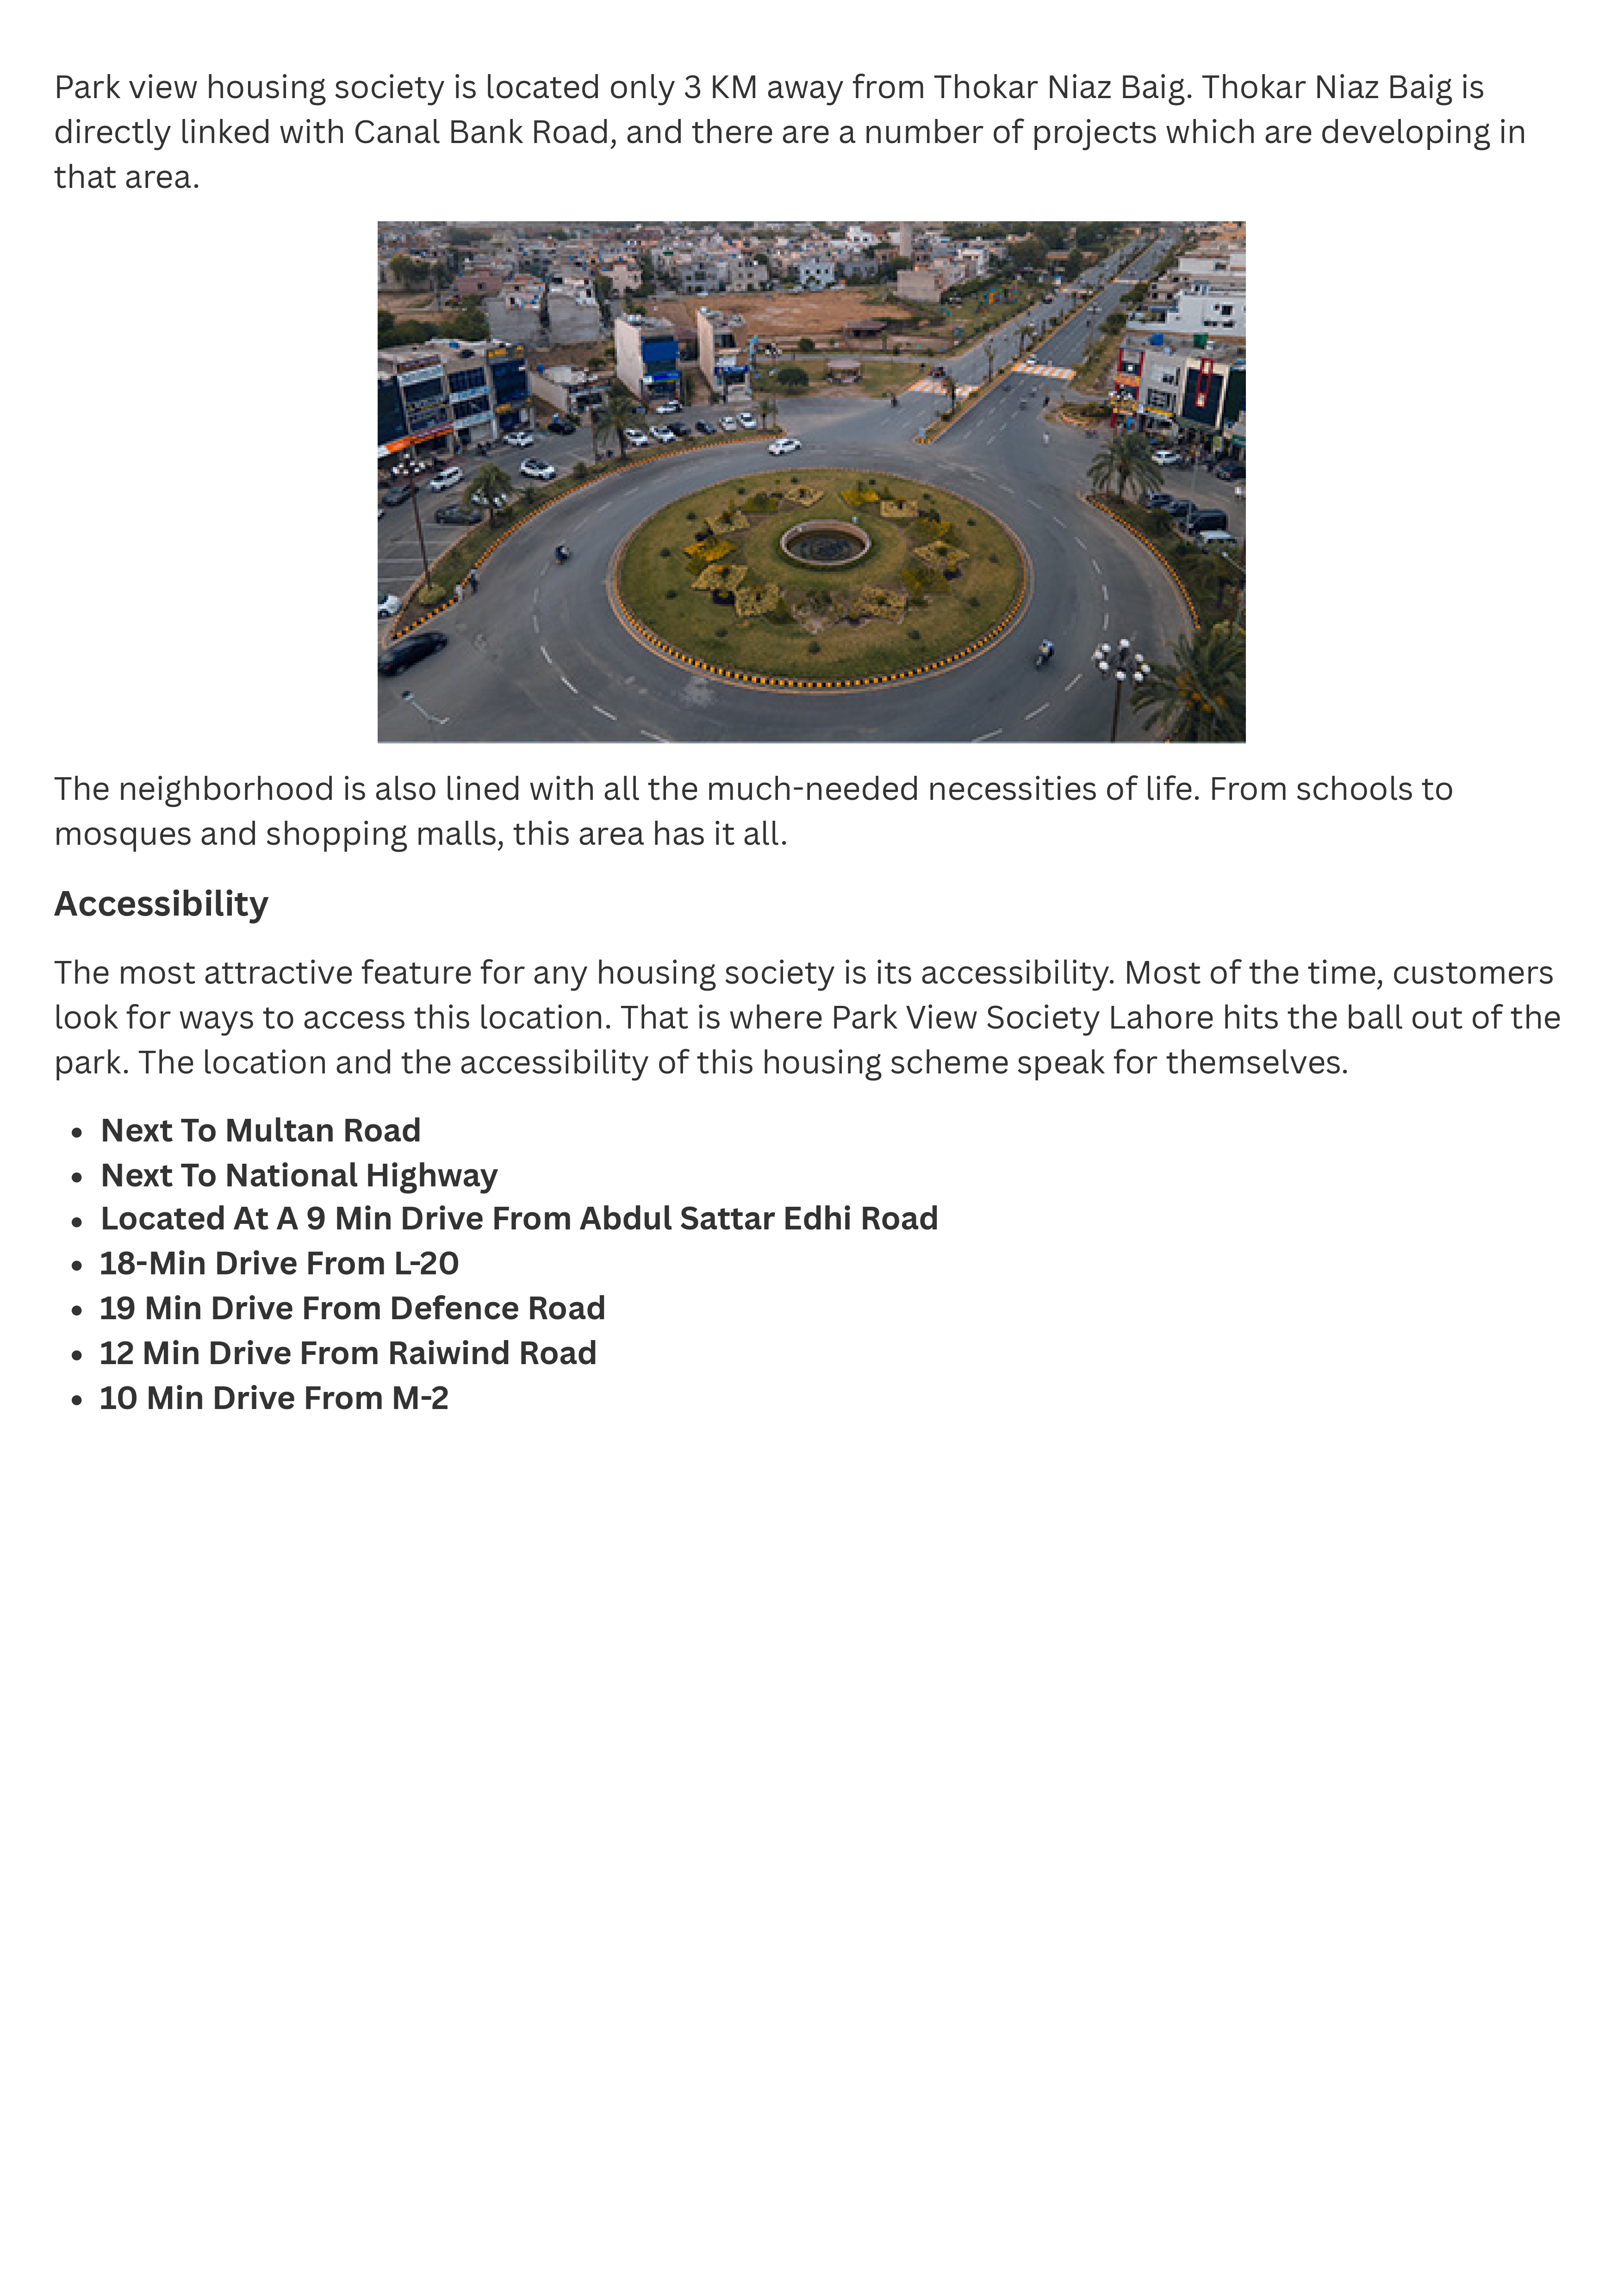 Park view housing society is located only 3 KM away from Thokar Niaz Baig. Thokar Niaz Baig is
directly linked with Canal Bank Road, and there are a number of projects which are developing in
that area.
The neighborhood is also lined with all the much-needed necessities of life. From schools to
mosques and shopping malls, this area has it all.
Accessibility
The most attractive feature for any housing society is its accessibility. Most of the time, customers
look for ways to access this location. That is where Park View Society Lahore hits the ball out of the
park. The location and the accessibility of this housing scheme speak for themselves.
• Next To Multan Road
• Next To National Highway
• Located At A 9 Min Drive From Abdul Sattar Edhi Road
• 18-Min Drive From L-20
• 19 Min Drive From Defence Road
• 12 Min Drive From Raiwind Road
• 10 Min Drive From M-2